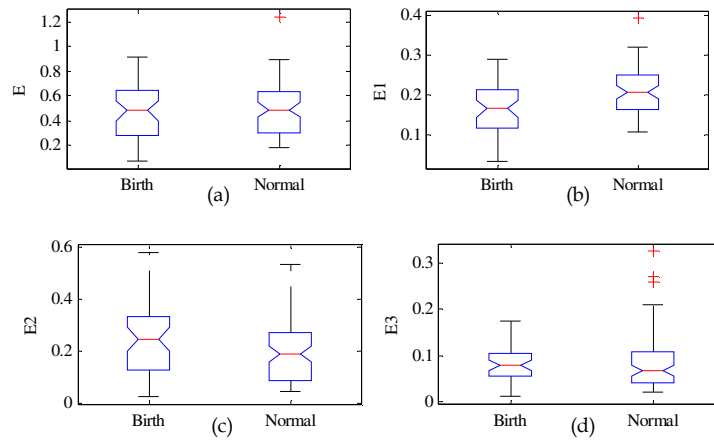 1.2
1
0.8
0.6
0.4
0.2
E
Birth
Normal
(a)
0.4
0.3
0.2
0.1
E1
Birth
Normal
(b)
0.6
0.4
0.2
0
E2
Birth
Normal
(c)
0.3
0.2
0.1
0
E3
Birth
Normal
(d)